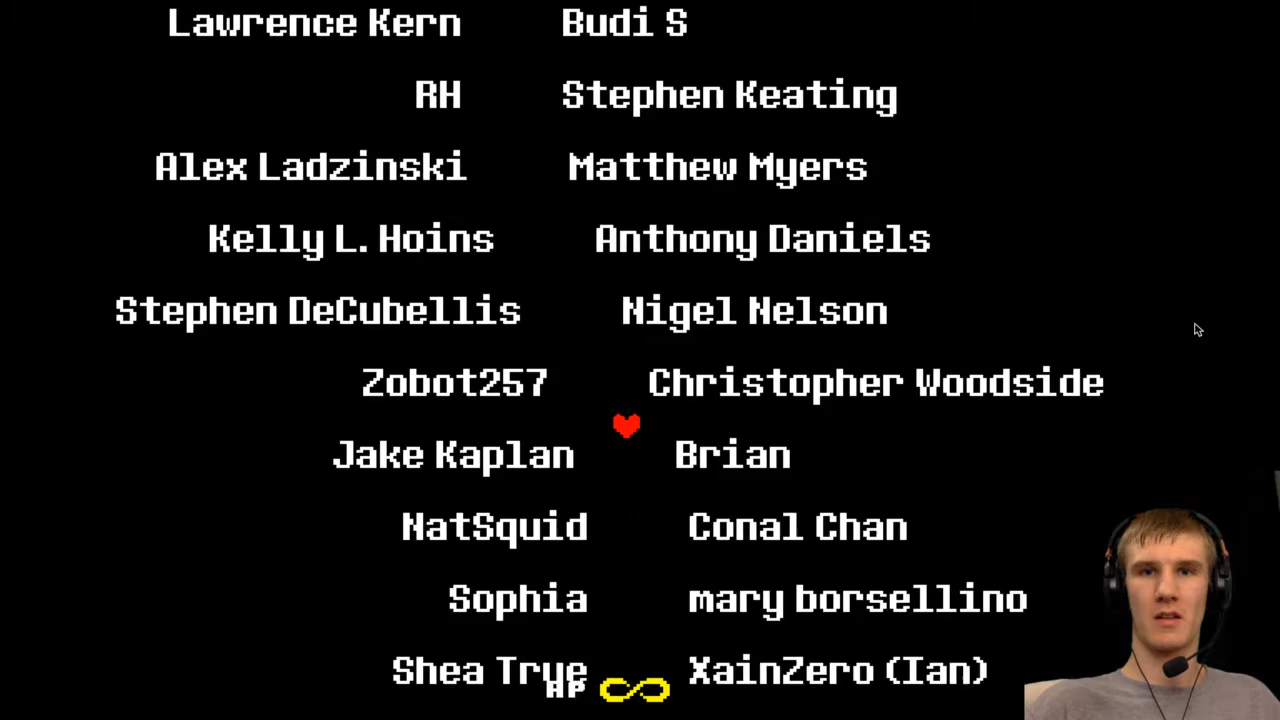 Lawrence Kern Budi S
RH Stephen Keating
Alex Ladzinski Matthew Myers
Kelly L. Hoins Anthony Daniels
Stephen DeCubellis Nigel Nelson
Zobot257 Christopher Woodside
Jake Kaplan Brian
NatSquid Conal Chan
Sophia mary borsellino
Shea True XainZero (Ian)
HP